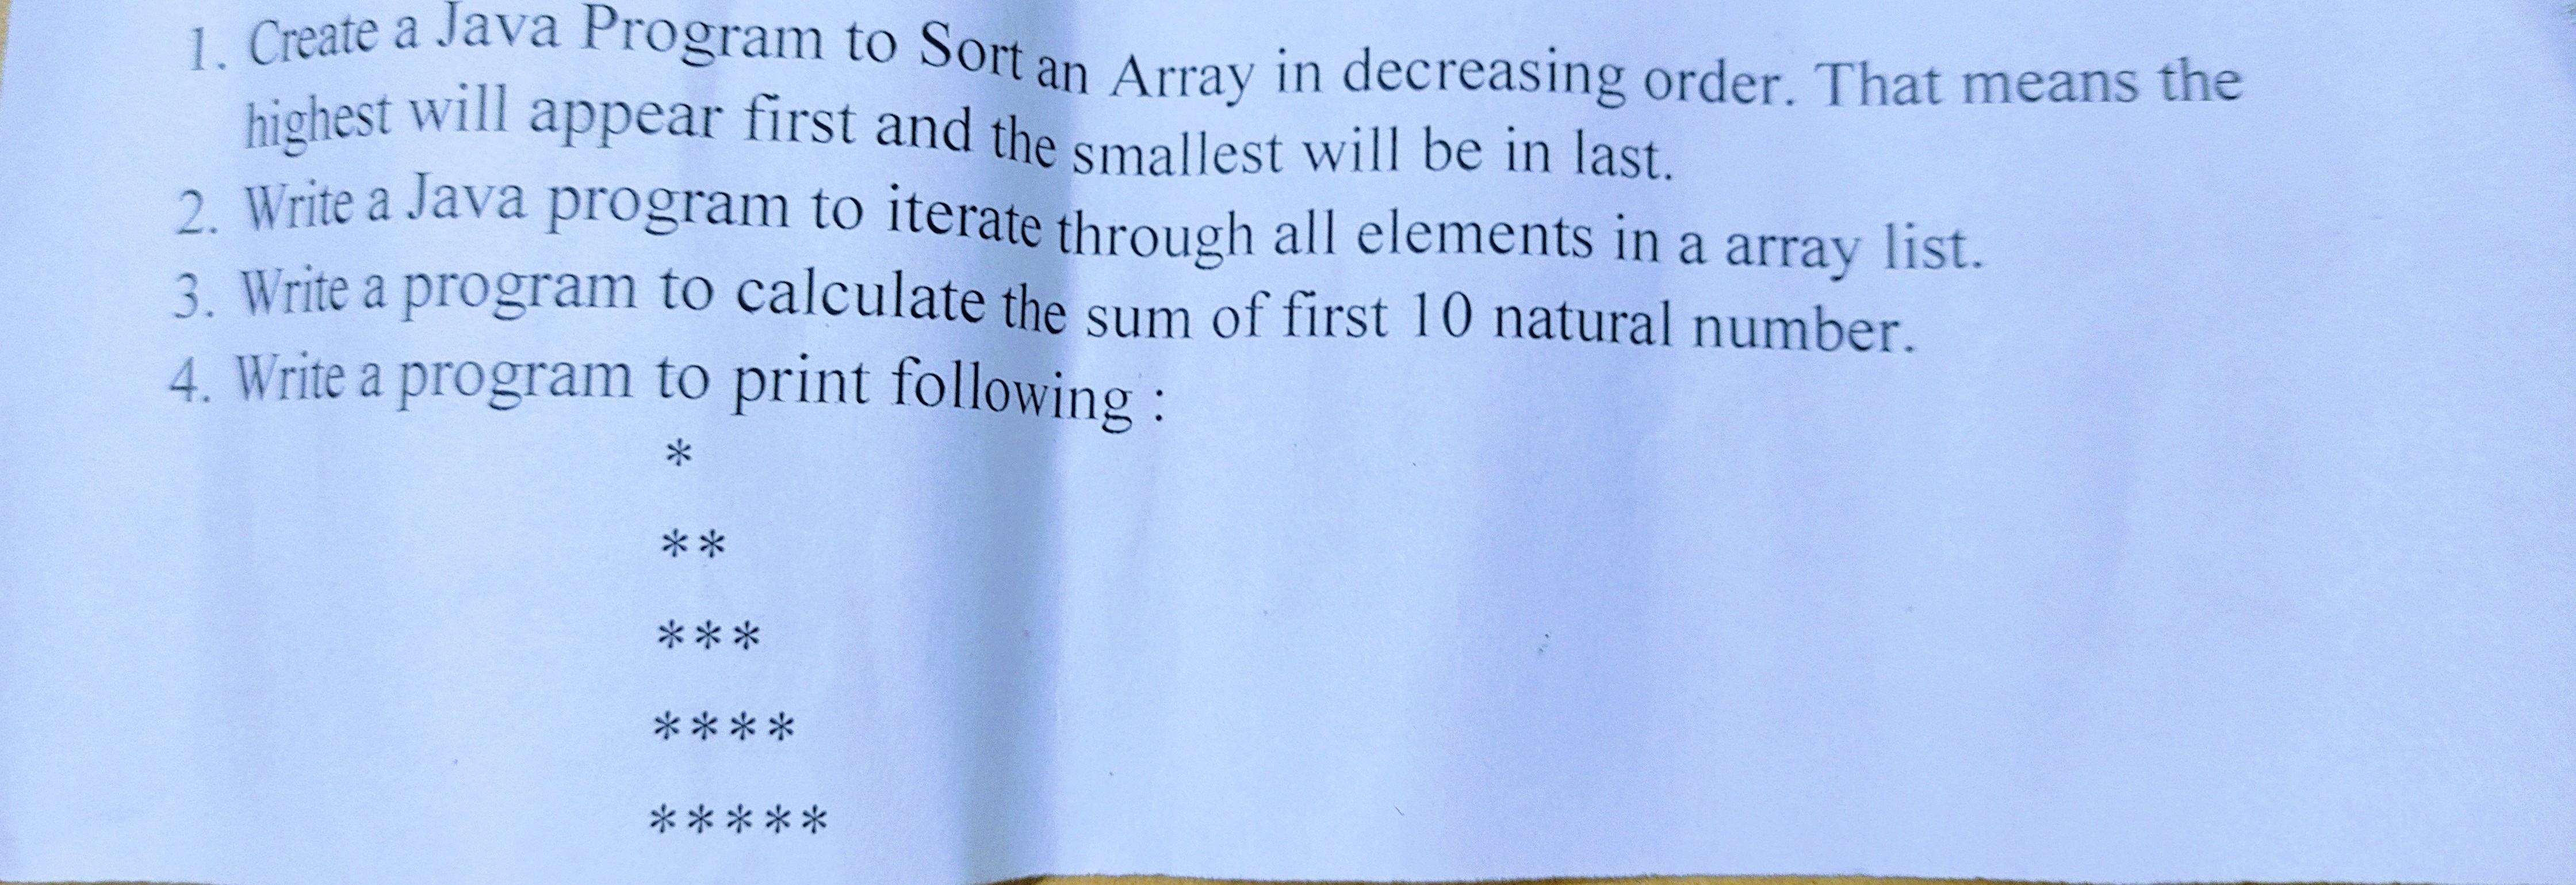 1. Create a Java Program to Sort an Array in decreasing order. That means the
highest will appear first and the smallest will be in last.
2. Write a Java program to iterate through all elements in a array list.
3. Write a program to calculate the sum of first 10 natural number.
4. Write a program to print following :
*
**
***
****
*****